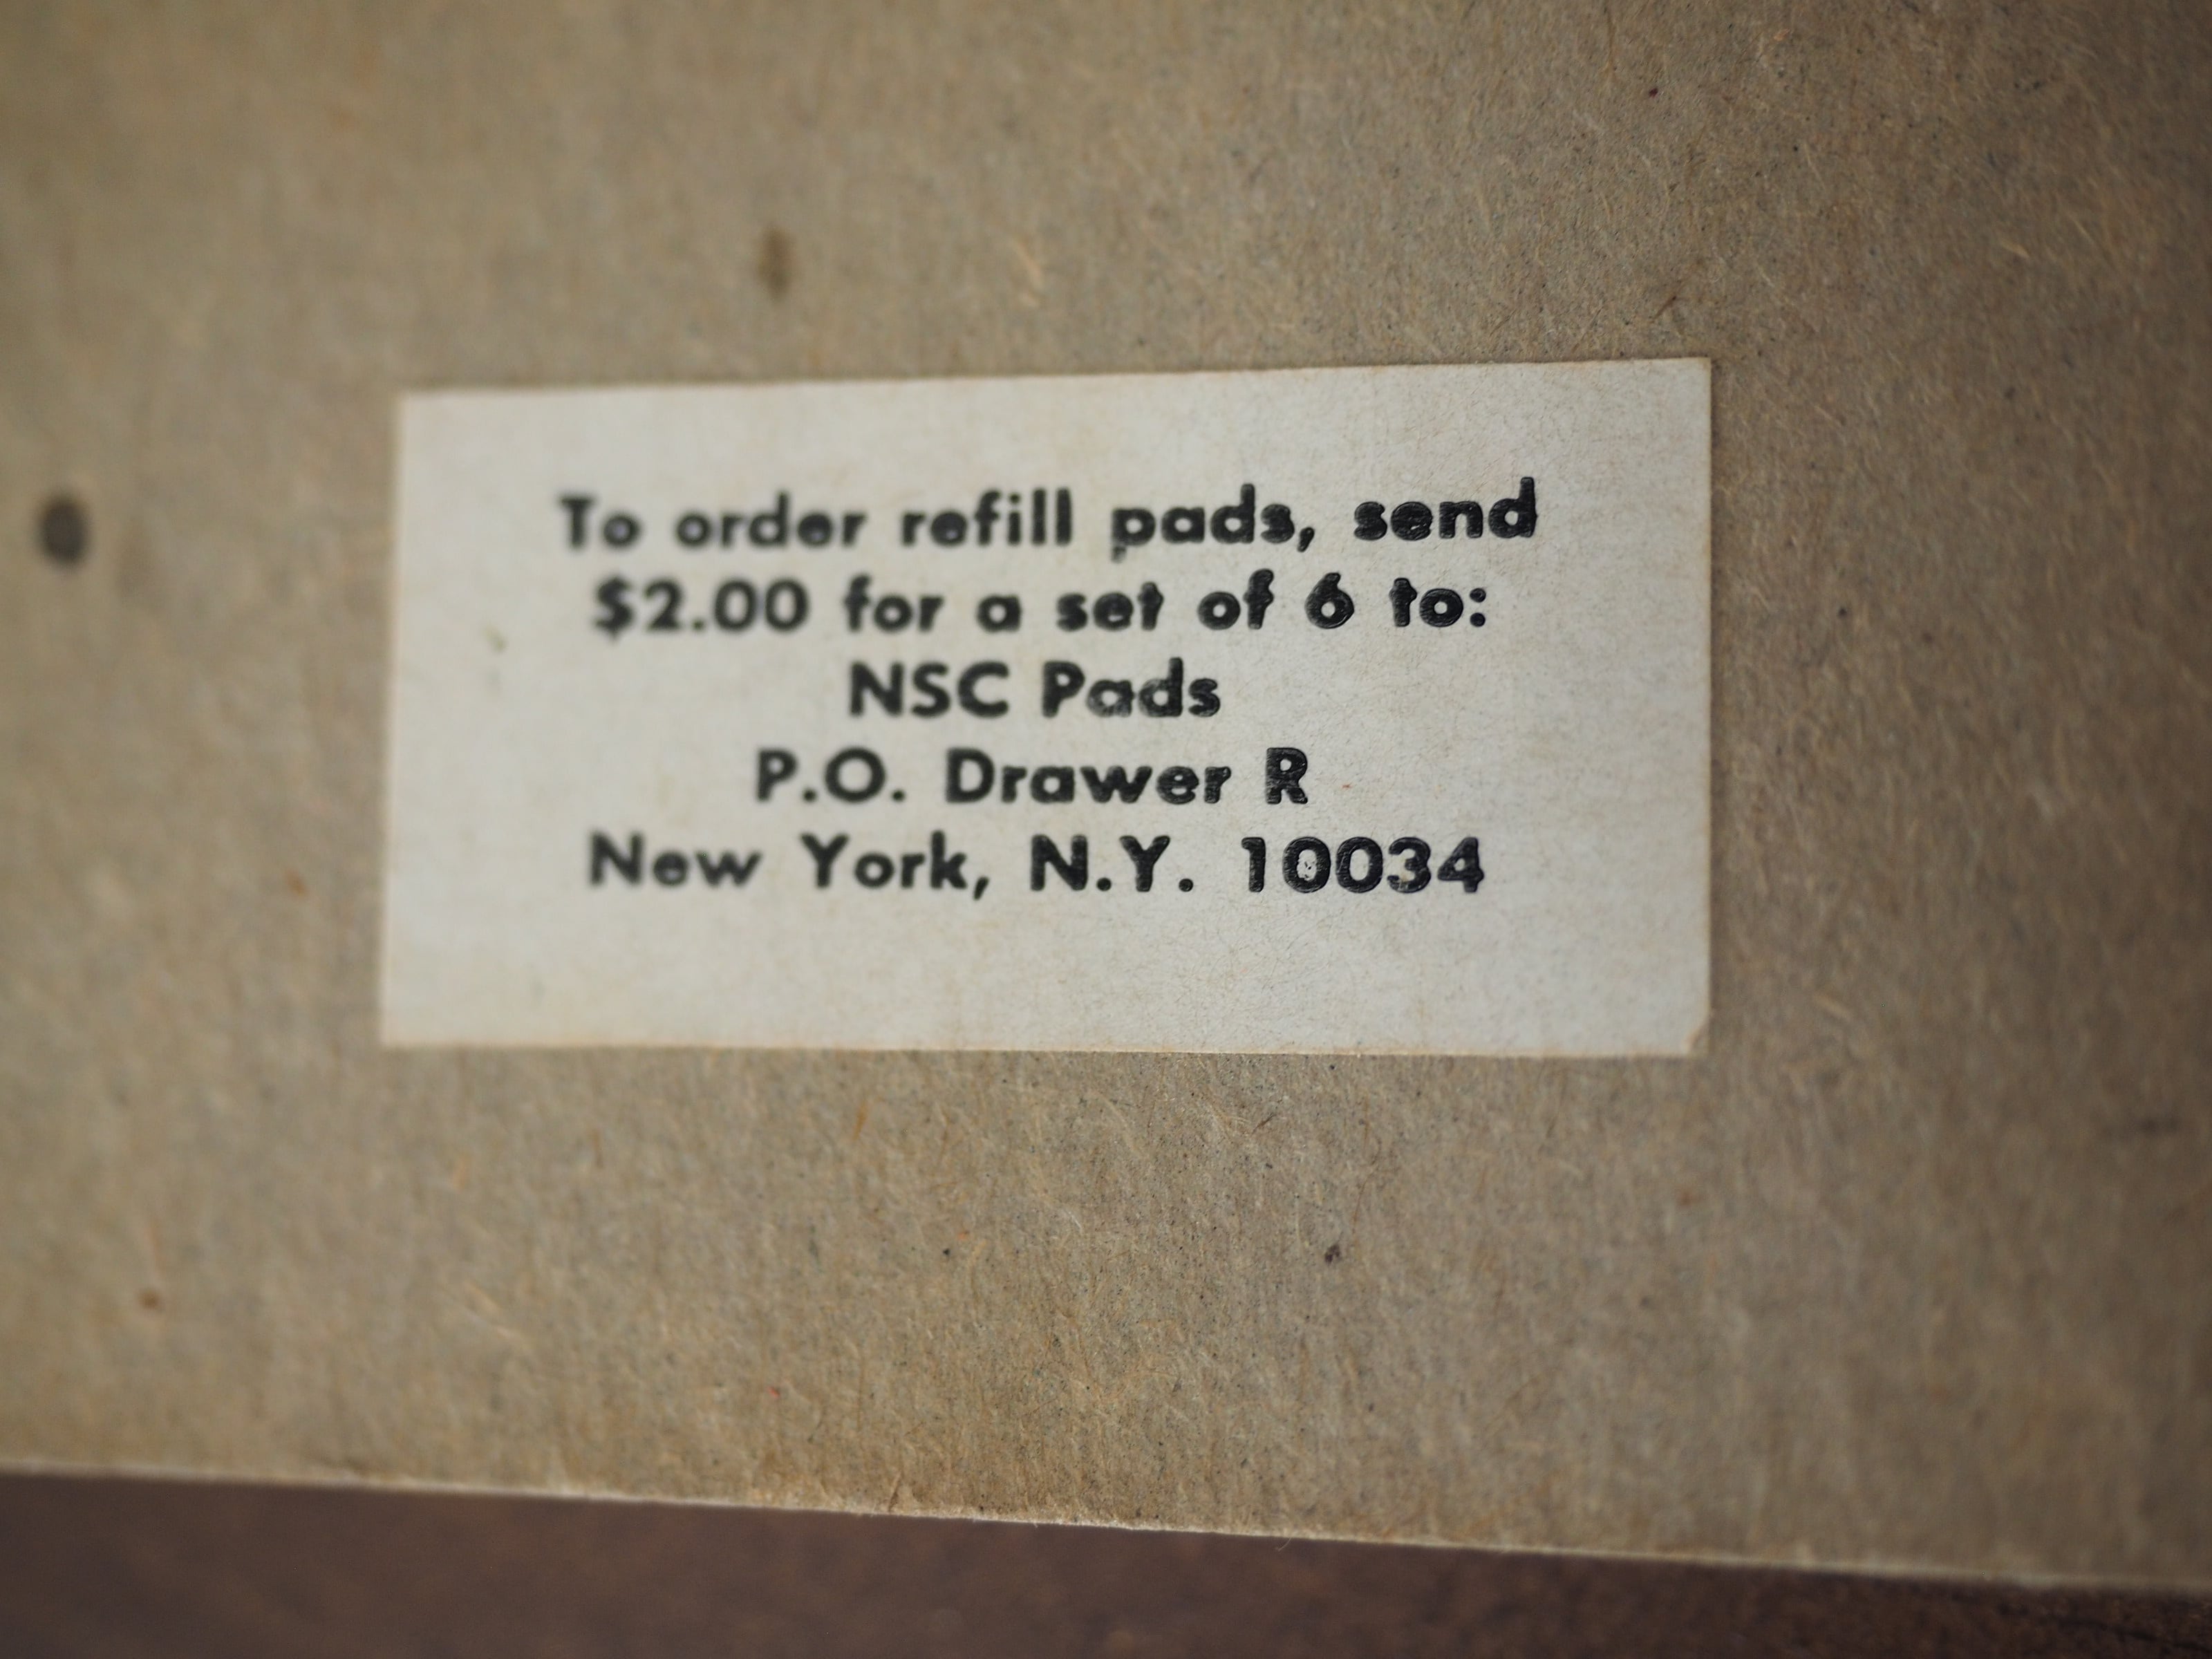 To order refill pads, send
$2.00 for a set of 6 to:
NSC Pads
P.O. Drawer R
New York, N.Y. 10034